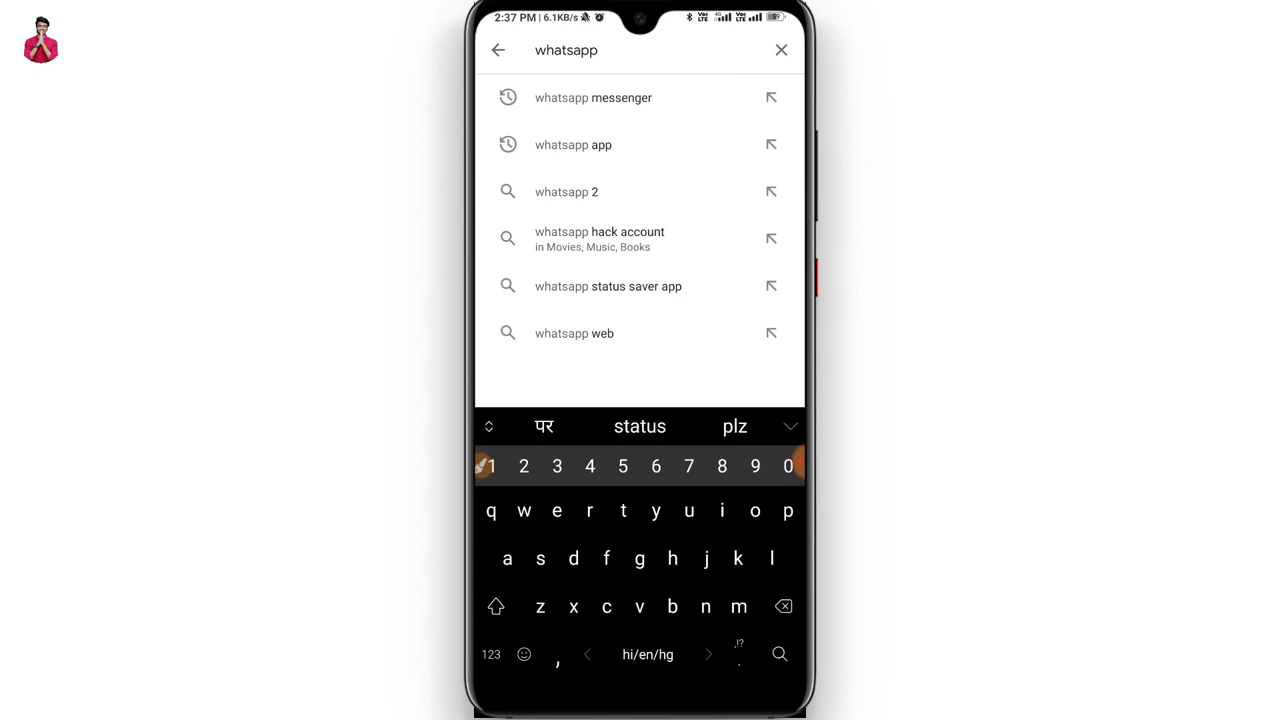 2:37 PM | 6.1KB/s
whatsapp
whatsapp messenger
whatsapp app
whatsapp 2
whatsapp hack account
in Movies, Music, Books
whatsapp status saver app
whatsapp web
पर status plz
1 2 3 4 5 6 7 8 9 0
q w e r t y u i o p
a s d f g h j k l
z x c v b n m
123 , hi/en/hg ,!? .